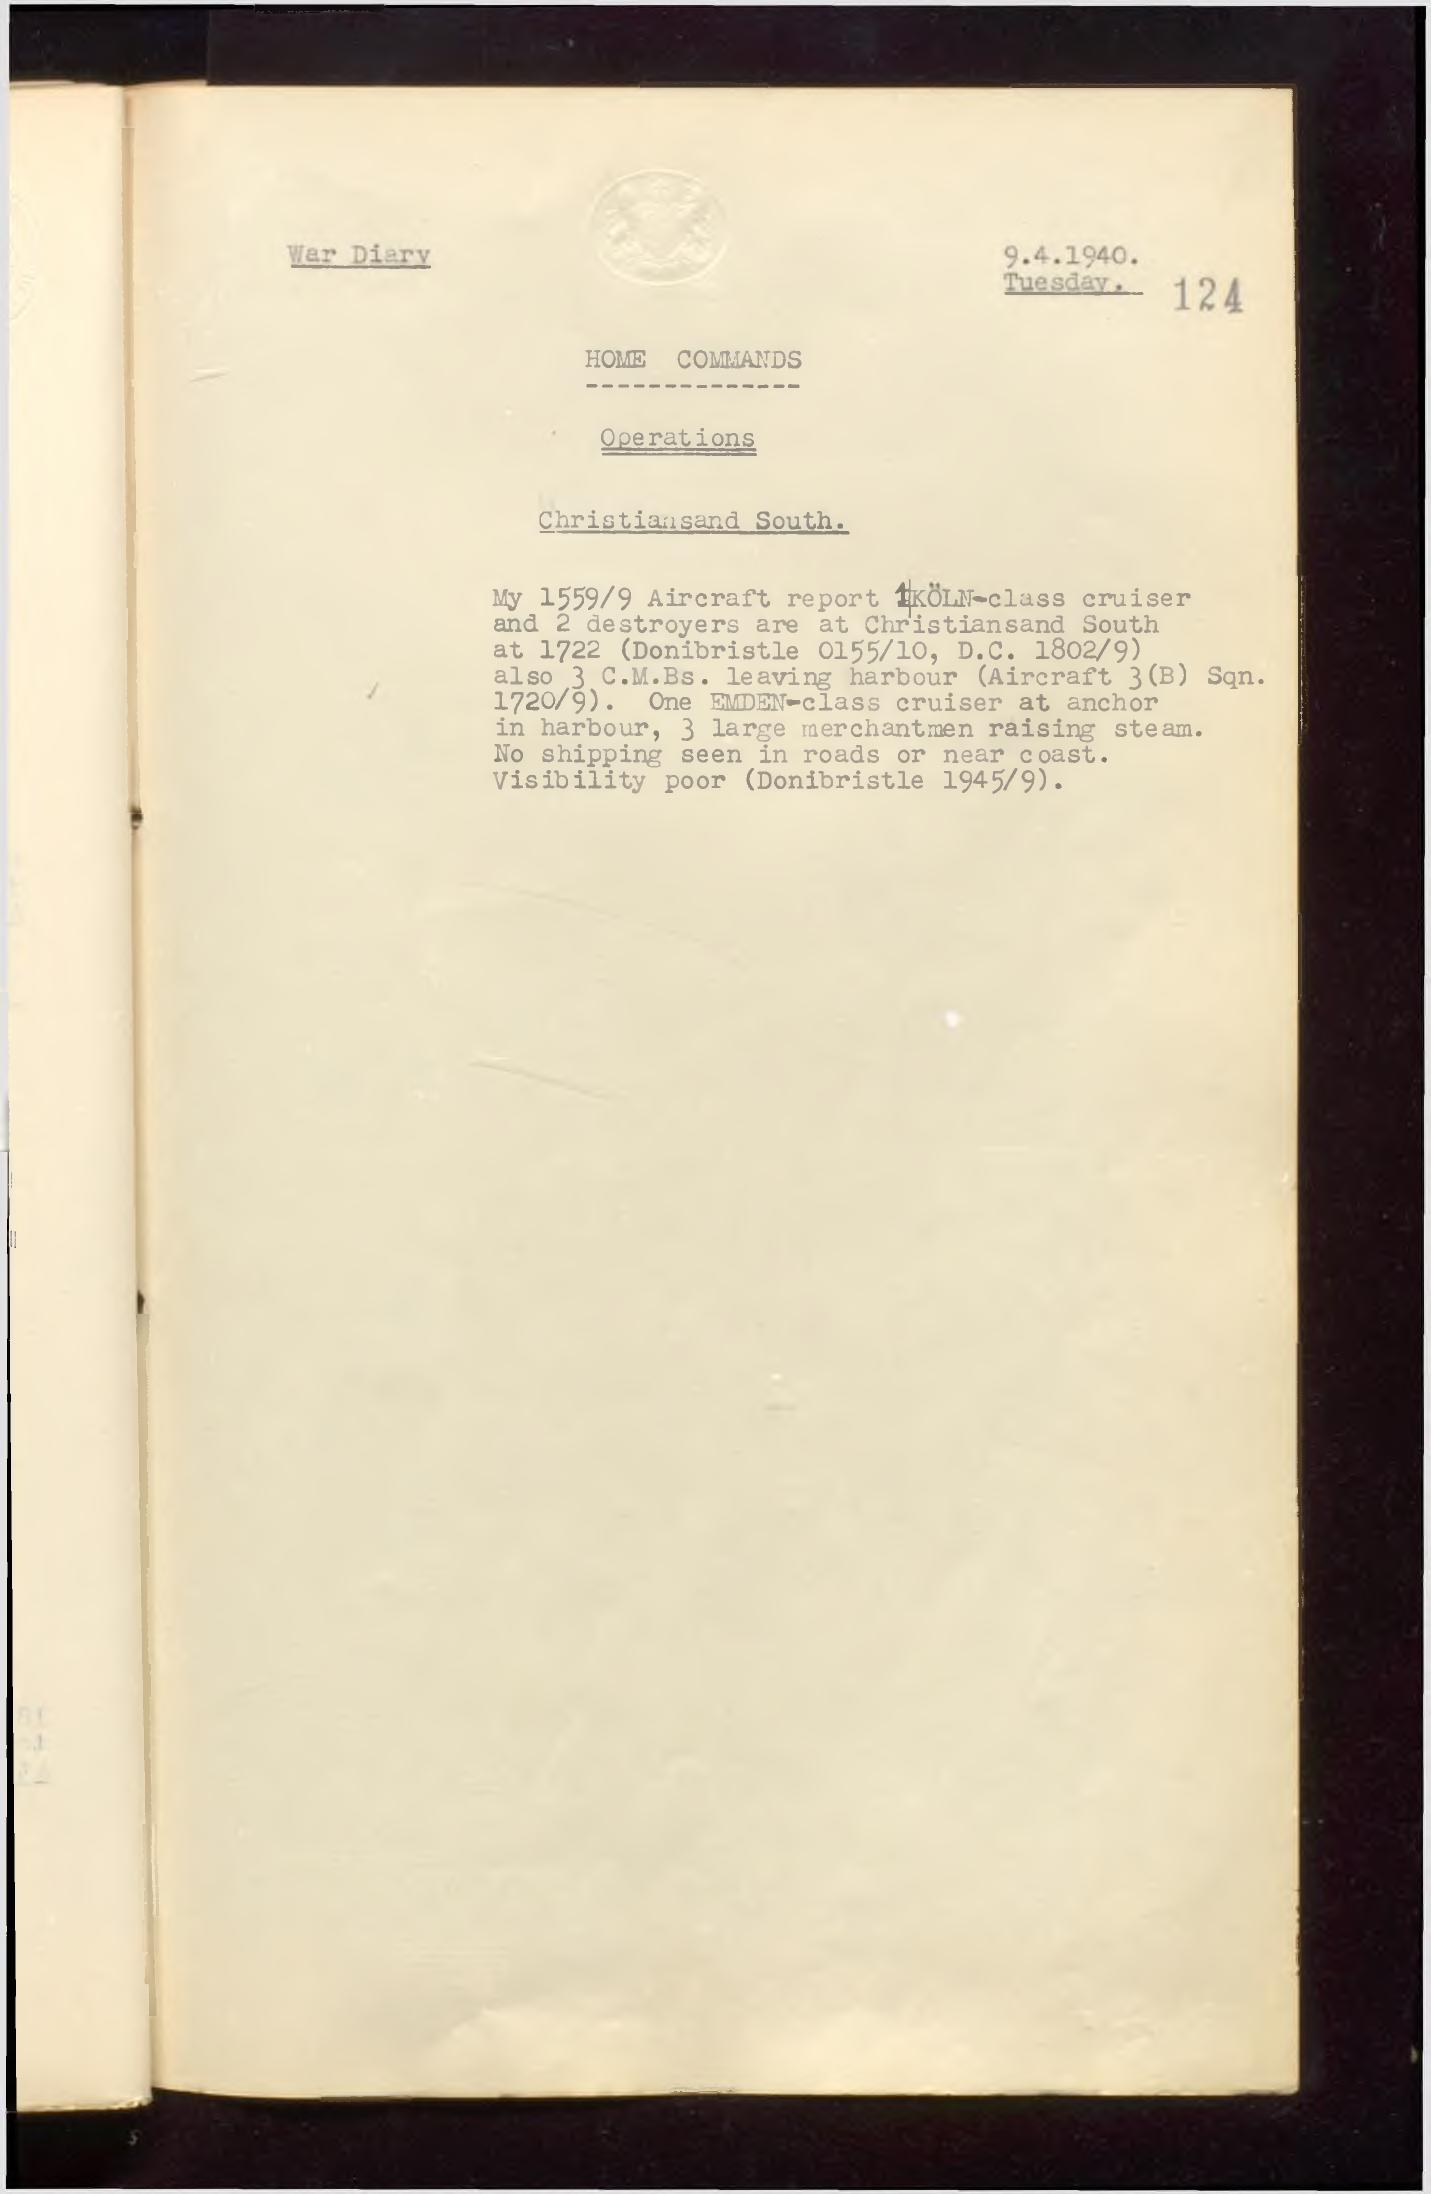 War Diary
9.4.1940.
Tuesday.
124
HOME COMMANDS
---------------
Operations
Christiansand South.
My 1559/9 Aircraft report 1 KÖLN-class cruiser
and 2 destroyers are at Christiansand South
at 1722 (Donibristle 0155/10, D.C. 1802/9)
also 3 C.M.Bs. leaving harbour (Aircraft 3(B) Sqn.
1720/9). One EMDEN-class cruiser at anchor
in harbour, 3 large merchantmen raising steam.
No shipping seen in roads or near coast.
Visibility poor (Donibristle 1945/9).